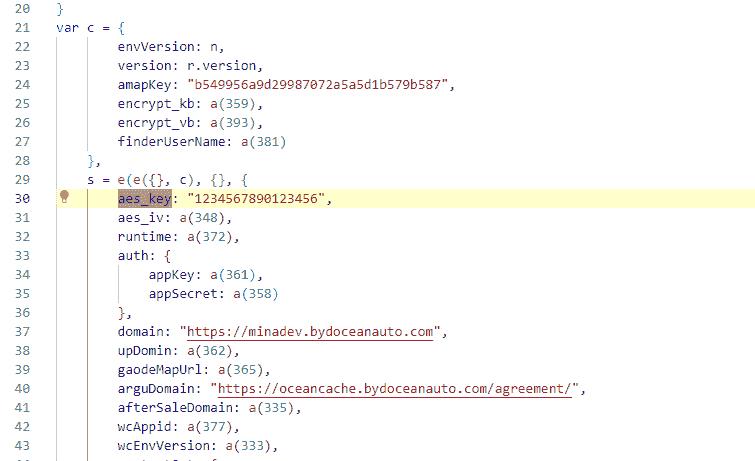 20 }
21 var c = {
22 envVersion: n,
23 version: r.version,
24 amapKey: "b549956a9d29987072a5a5d1b579b587",
25 encrypt_kb: a(359),
26 encrypt_vb: a(393),
27 finderUserName: a(381)
28 },
29 s = e(e({}, c), {}, {
30 aes_key: "1234567890123456",
31 aes_iv: a(348),
32 runtime: a(372),
33 auth: {
34 appKey: a(361),
35 appSecret: a(358)
36 },
37 domain: "https://minadev.bydoceanauto.com",
38 upDomin: a(362),
39 gaodeMapUrl: a(365),
40 arguDomain: "https://oceancache.bydoceanauto.com/agreement/",
41 afterSaleDomain: a(335),
42 wcAppid: a(377),
43 wcEnvVersion: a(333),